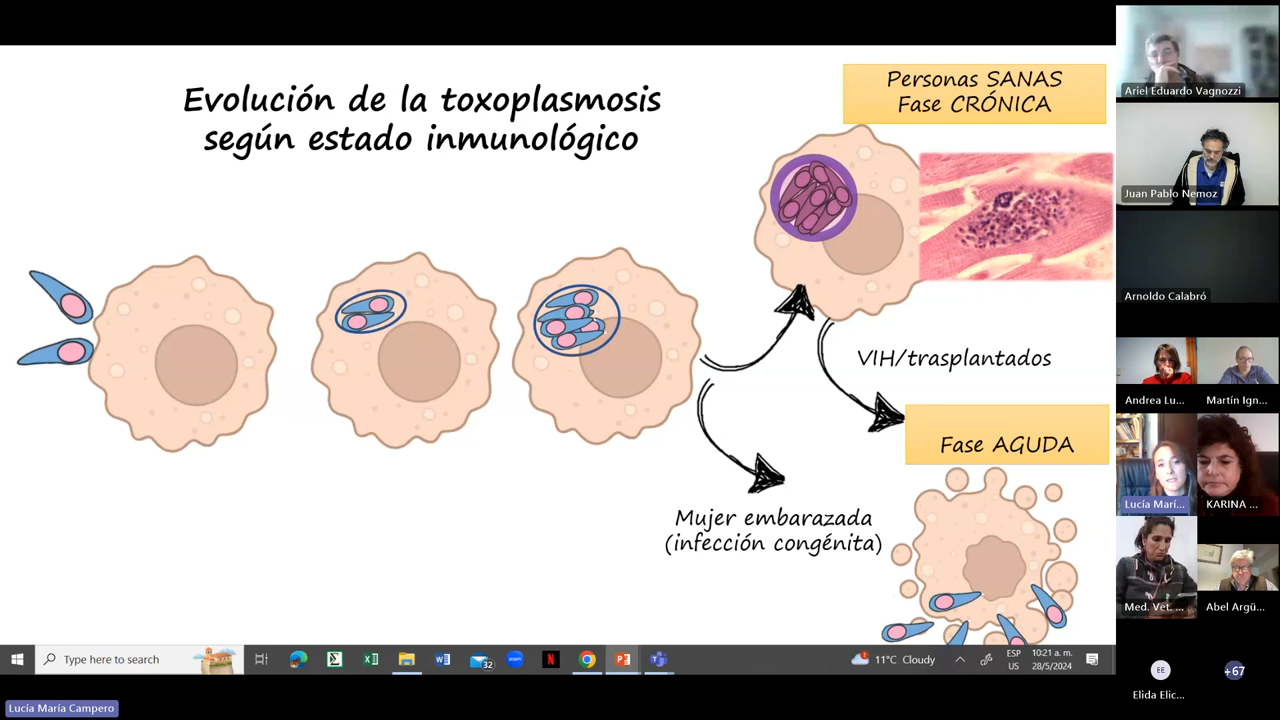 Evolución de la toxoplasmosis
según estado inmunológico
Personas SANAS
Fase CRÓNICA
VIH/trasplantados
Fase AGUDA
Mujer embarazada
(infección congénita)
Ariel Eduardo Vagnozzi
Juan Pablo Nemoz
Arnoldo Calabró
Andrea Lu...
Martín Ign...
Lucía Marí...
KARINA ...
Med. Vet. ...
Abel Argü...
EE
Elida Elic...
+67
Type here to search
32
11°C Cloudy
ESP
US
10:21 a. m.
28/5/2024
Lucía María Campero